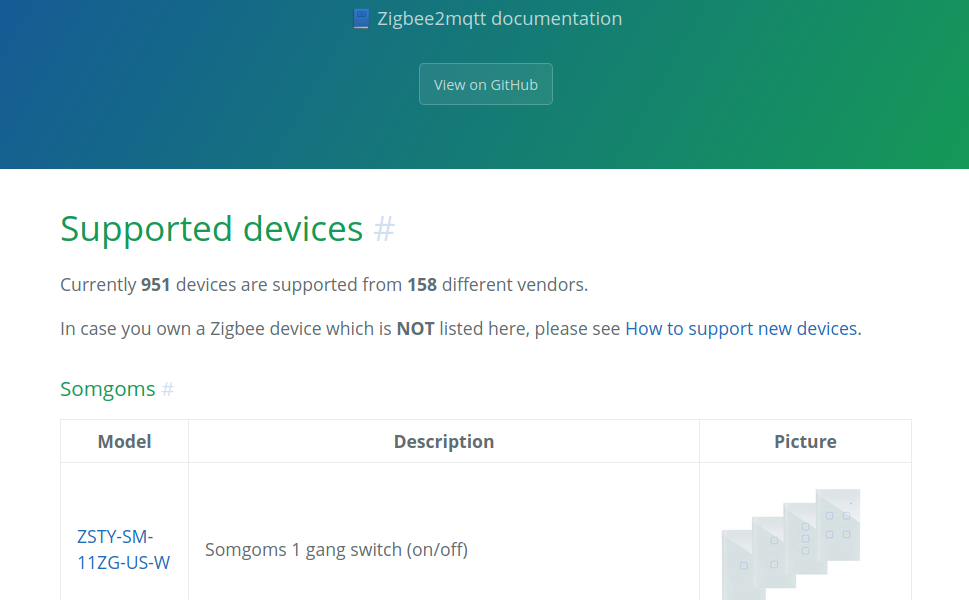 Zigbee2mqtt documentation
View on GitHub
Supported devices #
Currently 951 devices are supported from 158 different vendors.
In case you own a Zigbee device which is NOT listed here, please see How to support new devices.
Somgoms #
Model Description Picture
ZSTY-SM-
11ZG-US-W
Somgoms 1 gang switch (on/off)